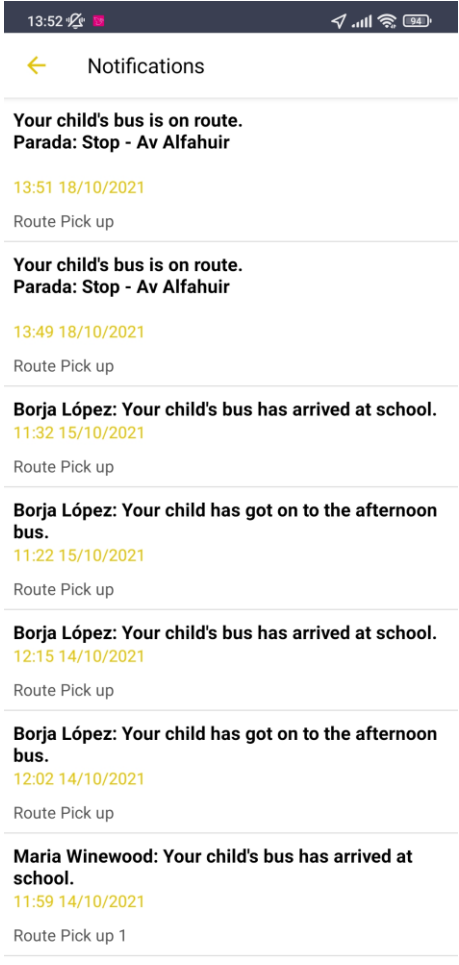 13:52
94
Notifications
Your child's bus is on route.
Parada: Stop - Av Alfahuir
13:51 18/10/2021
Route Pick up
Your child's bus is on route.
Parada: Stop - Av Alfahuir
13:49 18/10/2021
Route Pick up
Borja López: Your child's bus has arrived at school.
11:32 15/10/2021
Route Pick up
Borja López: Your child has got on to the afternoon
bus.
11:22 15/10/2021
Route Pick up
Borja López: Your child's bus has arrived at school.
12:15 14/10/2021
Route Pick up
Borja López: Your child has got on to the afternoon
bus.
12:02 14/10/2021
Route Pick up
Maria Winewood: Your child's bus has arrived at
school.
11:59 14/10/2021
Route Pick up 1